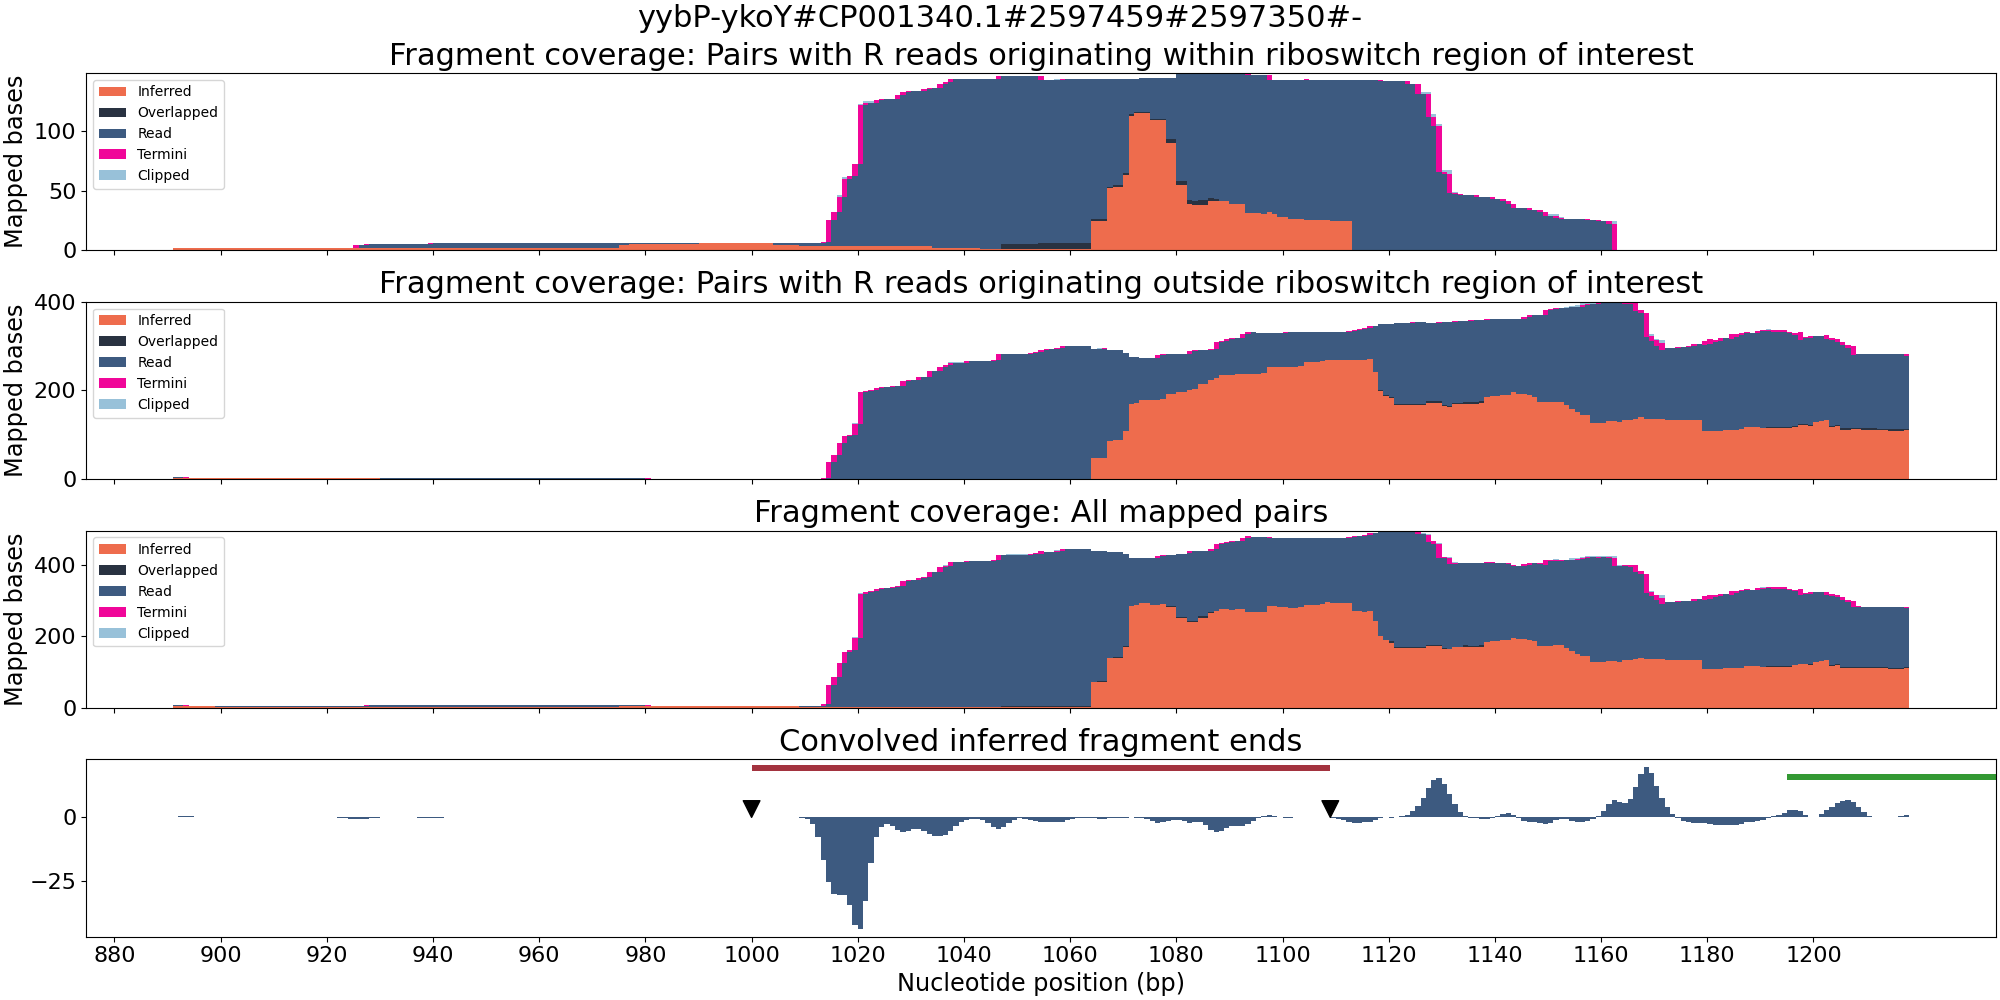 yybP-ykoY#CP001340.1#2597459#2597350#-
Fragment coverage: Pairs with R reads originating within riboswitch region of interest
Mapped bases
100
50
0
Inferred
Overlapped
Read
Termini
Clipped
Fragment coverage: Pairs with R reads originating outside riboswitch region of interest
Mapped bases
400
200
0
Inferred
Overlapped
Read
Termini
Clipped
Fragment coverage: All mapped pairs
Mapped bases
400
200
0
Inferred
Overlapped
Read
Termini
Clipped
Convolved inferred fragment ends
0
−25
880 900 920 940 960 980 1000 1020 1040 1060 1080 1100 1120 1140 1160 1180 1200
Nucleotide position (bp)